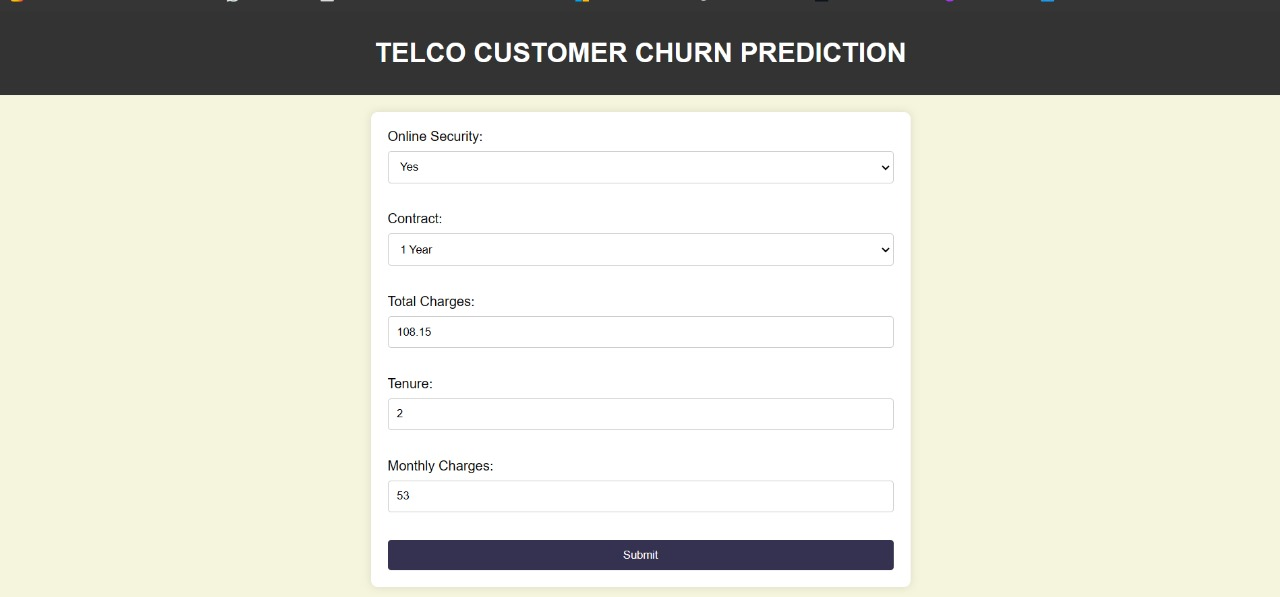 TELCO CUSTOMER CHURN PREDICTION
Online Security:
Yes
Contract:
1 Year
Total Charges:
108.15
Tenure:
2
Monthly Charges:
53
Submit